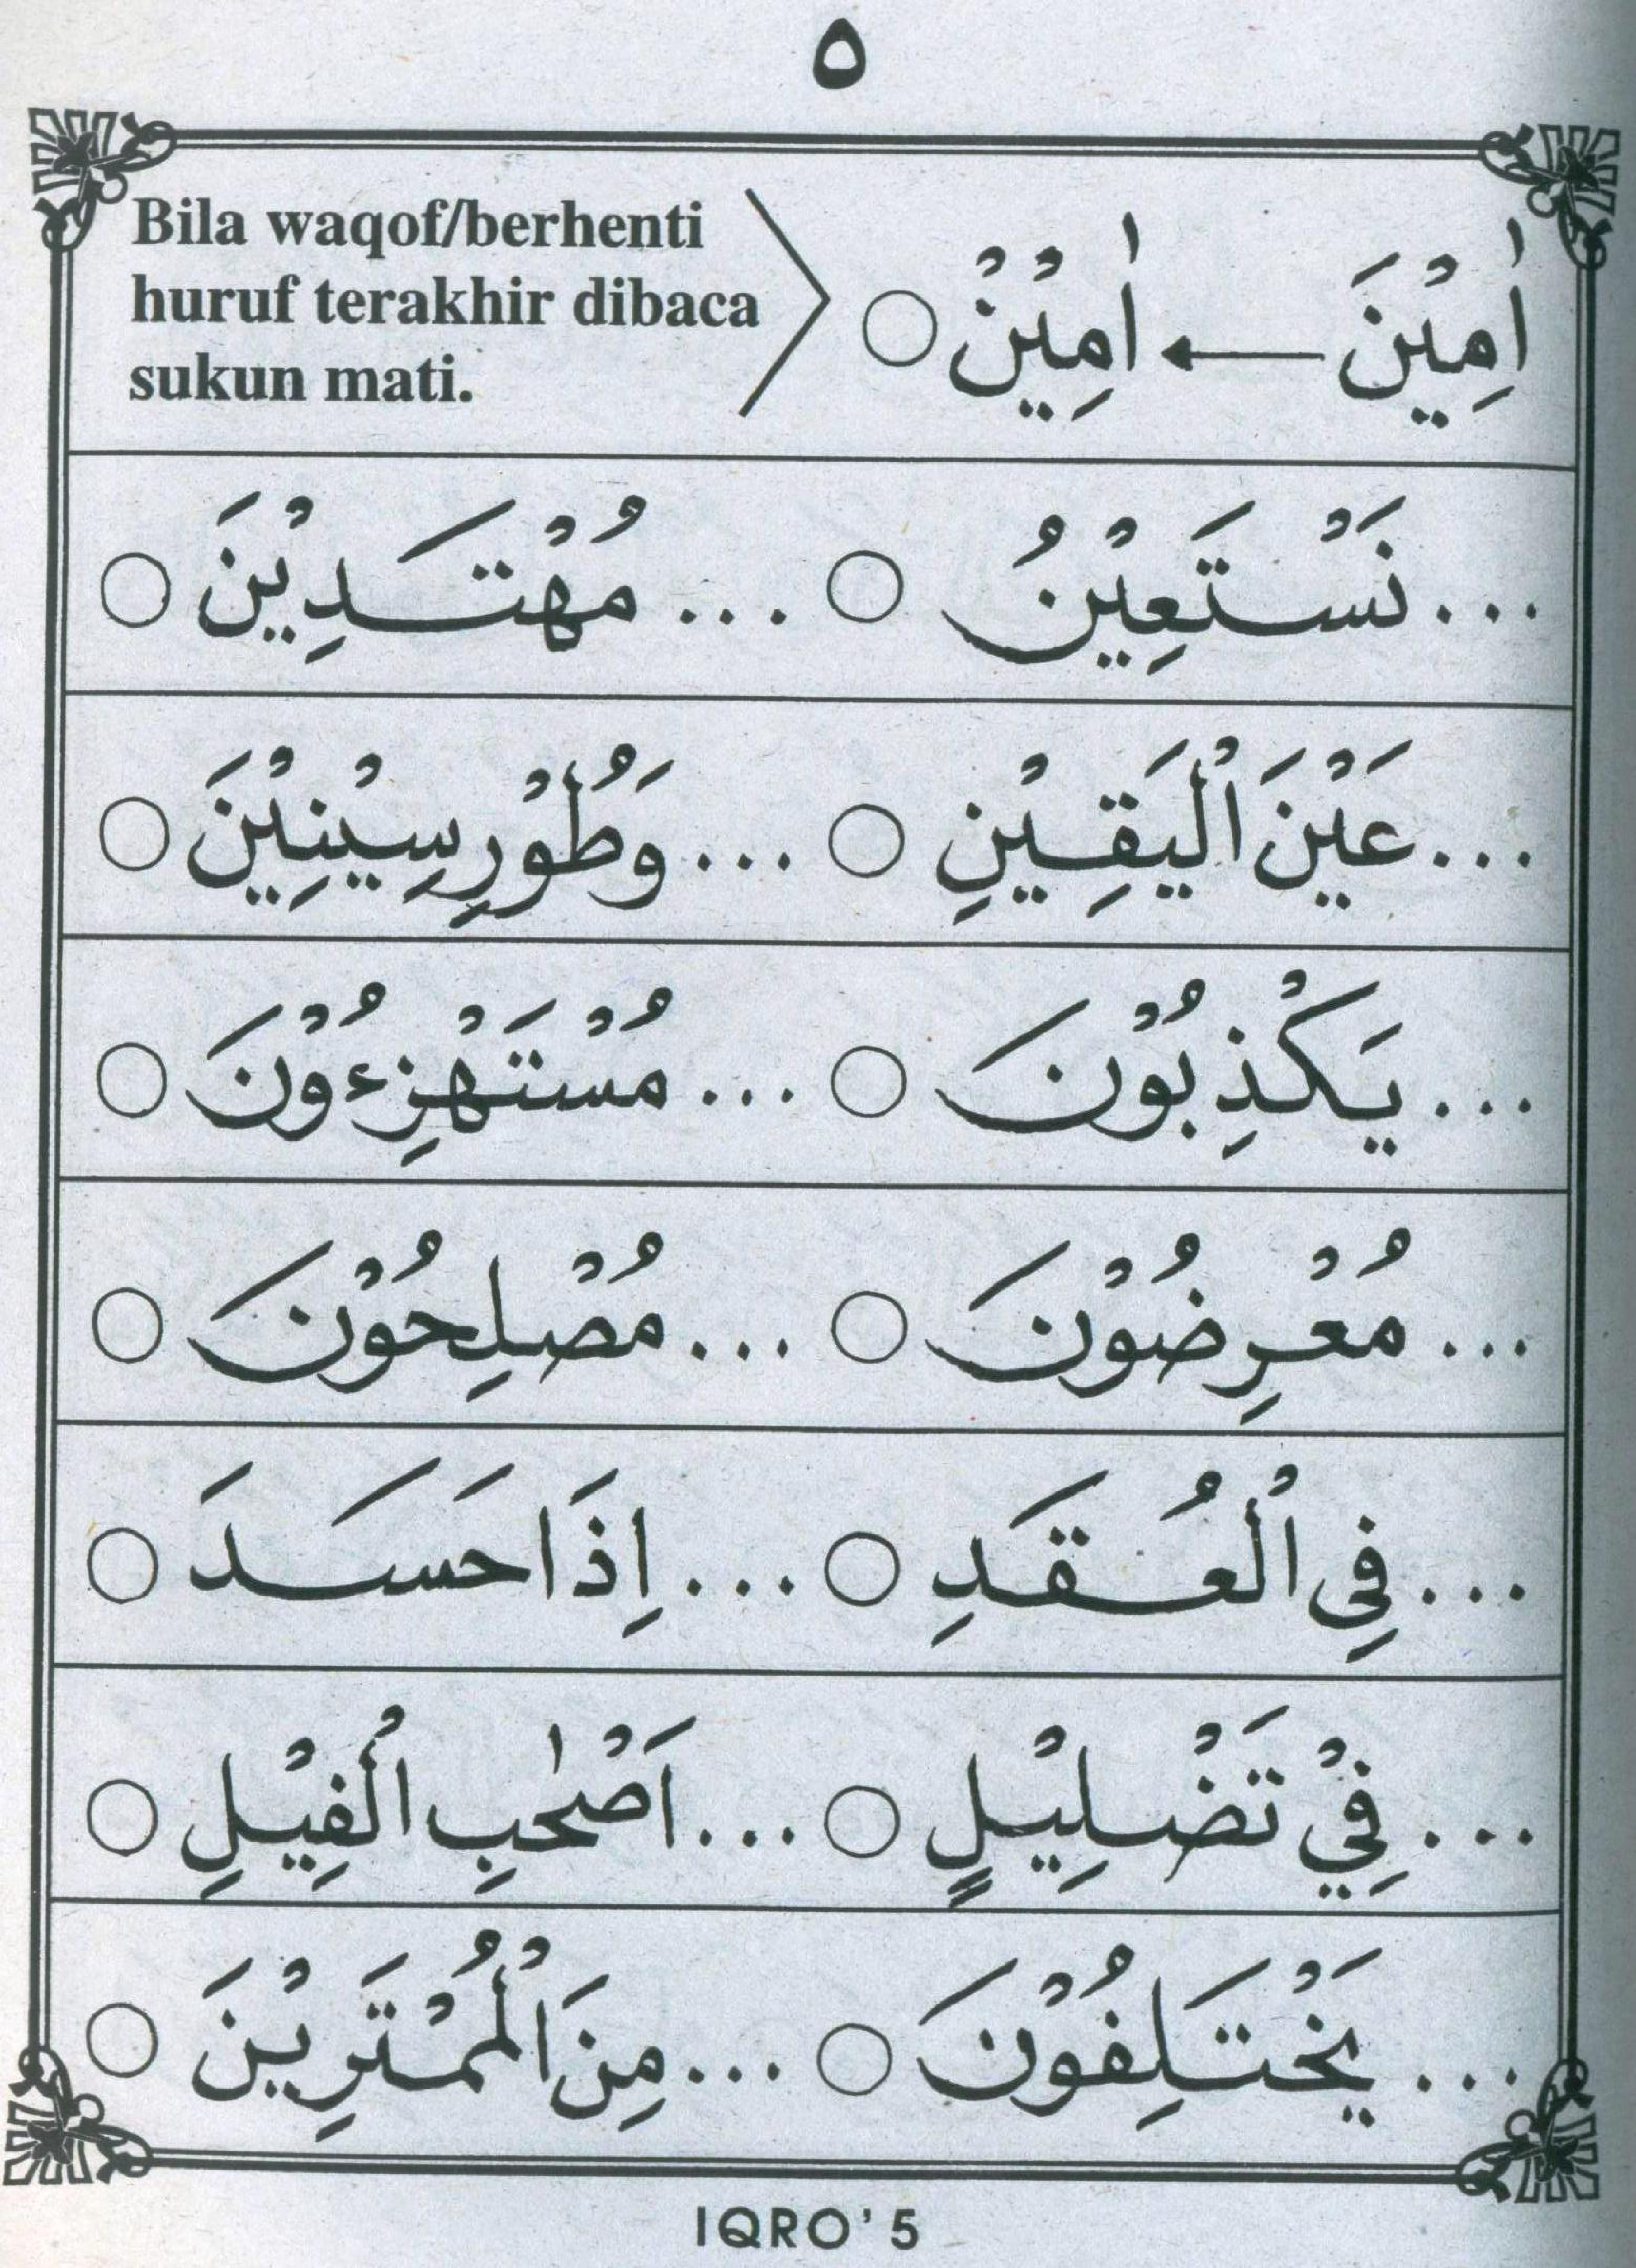 ٥
Bila waqof/berhenti
huruf terakhir dibaca
sukun mati.
اٰمِيْنَ ← اٰمِيْنْ ○
... نَسْتَعِيْنُ ○ ... مُهْتَدِيْنَ ○
... عَيْنَ الْيَقِيْنِ ○ ... وَطُوْرِ سِيْنِيْنَ ○
... يَكْذِبُوْنَ ○ ... مُسْتَهْزِءُوْنَ ○
... مُعْرِضُوْنَ ○ ... مُصْلِحُوْنَ ○
... فِى الْعُقَدِ ○ ... اِذَا حَسَدَ ○
... فِيْ تَضْلِيْلٍ ○ ... اَصْحٰبِ الْفِيْلِ ○
... يَخْتَلِفُوْنَ ○ ... مِنَ الْمُمْتَرِيْنَ ○
IQRO' 5